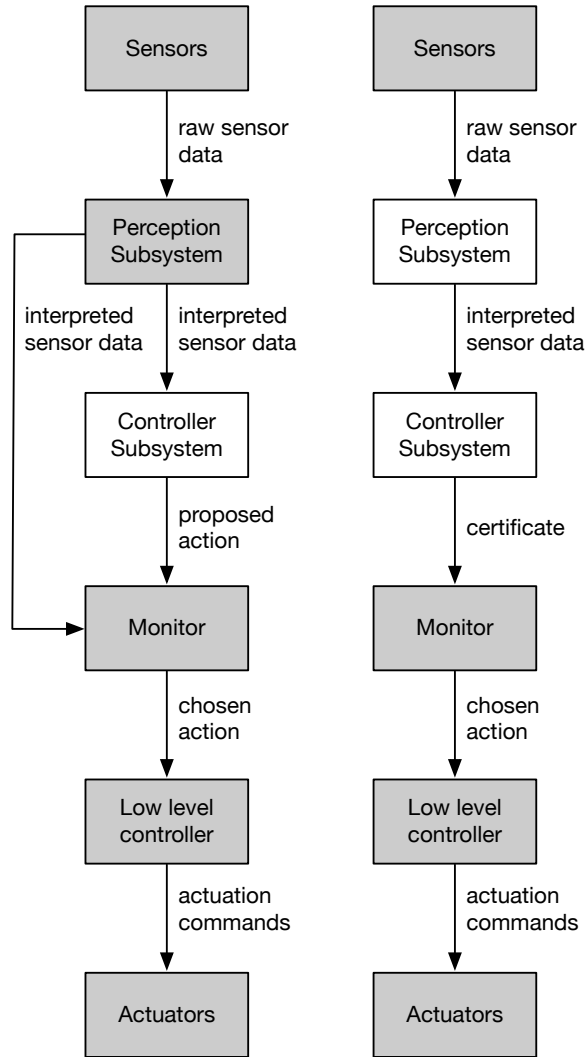 Sensors
raw sensor
data
Perception
Subsystem
interpreted
sensor data
interpreted
sensor data
Controller
Subsystem
proposed
action
Monitor
chosen
action
Low level
controller
actuation
commands
Actuators
Sensors
raw sensor
data
Perception
Subsystem
interpreted
sensor data
Controller
Subsystem
certificate
Monitor
chosen
action
Low level
controller
actuation
commands
Actuators